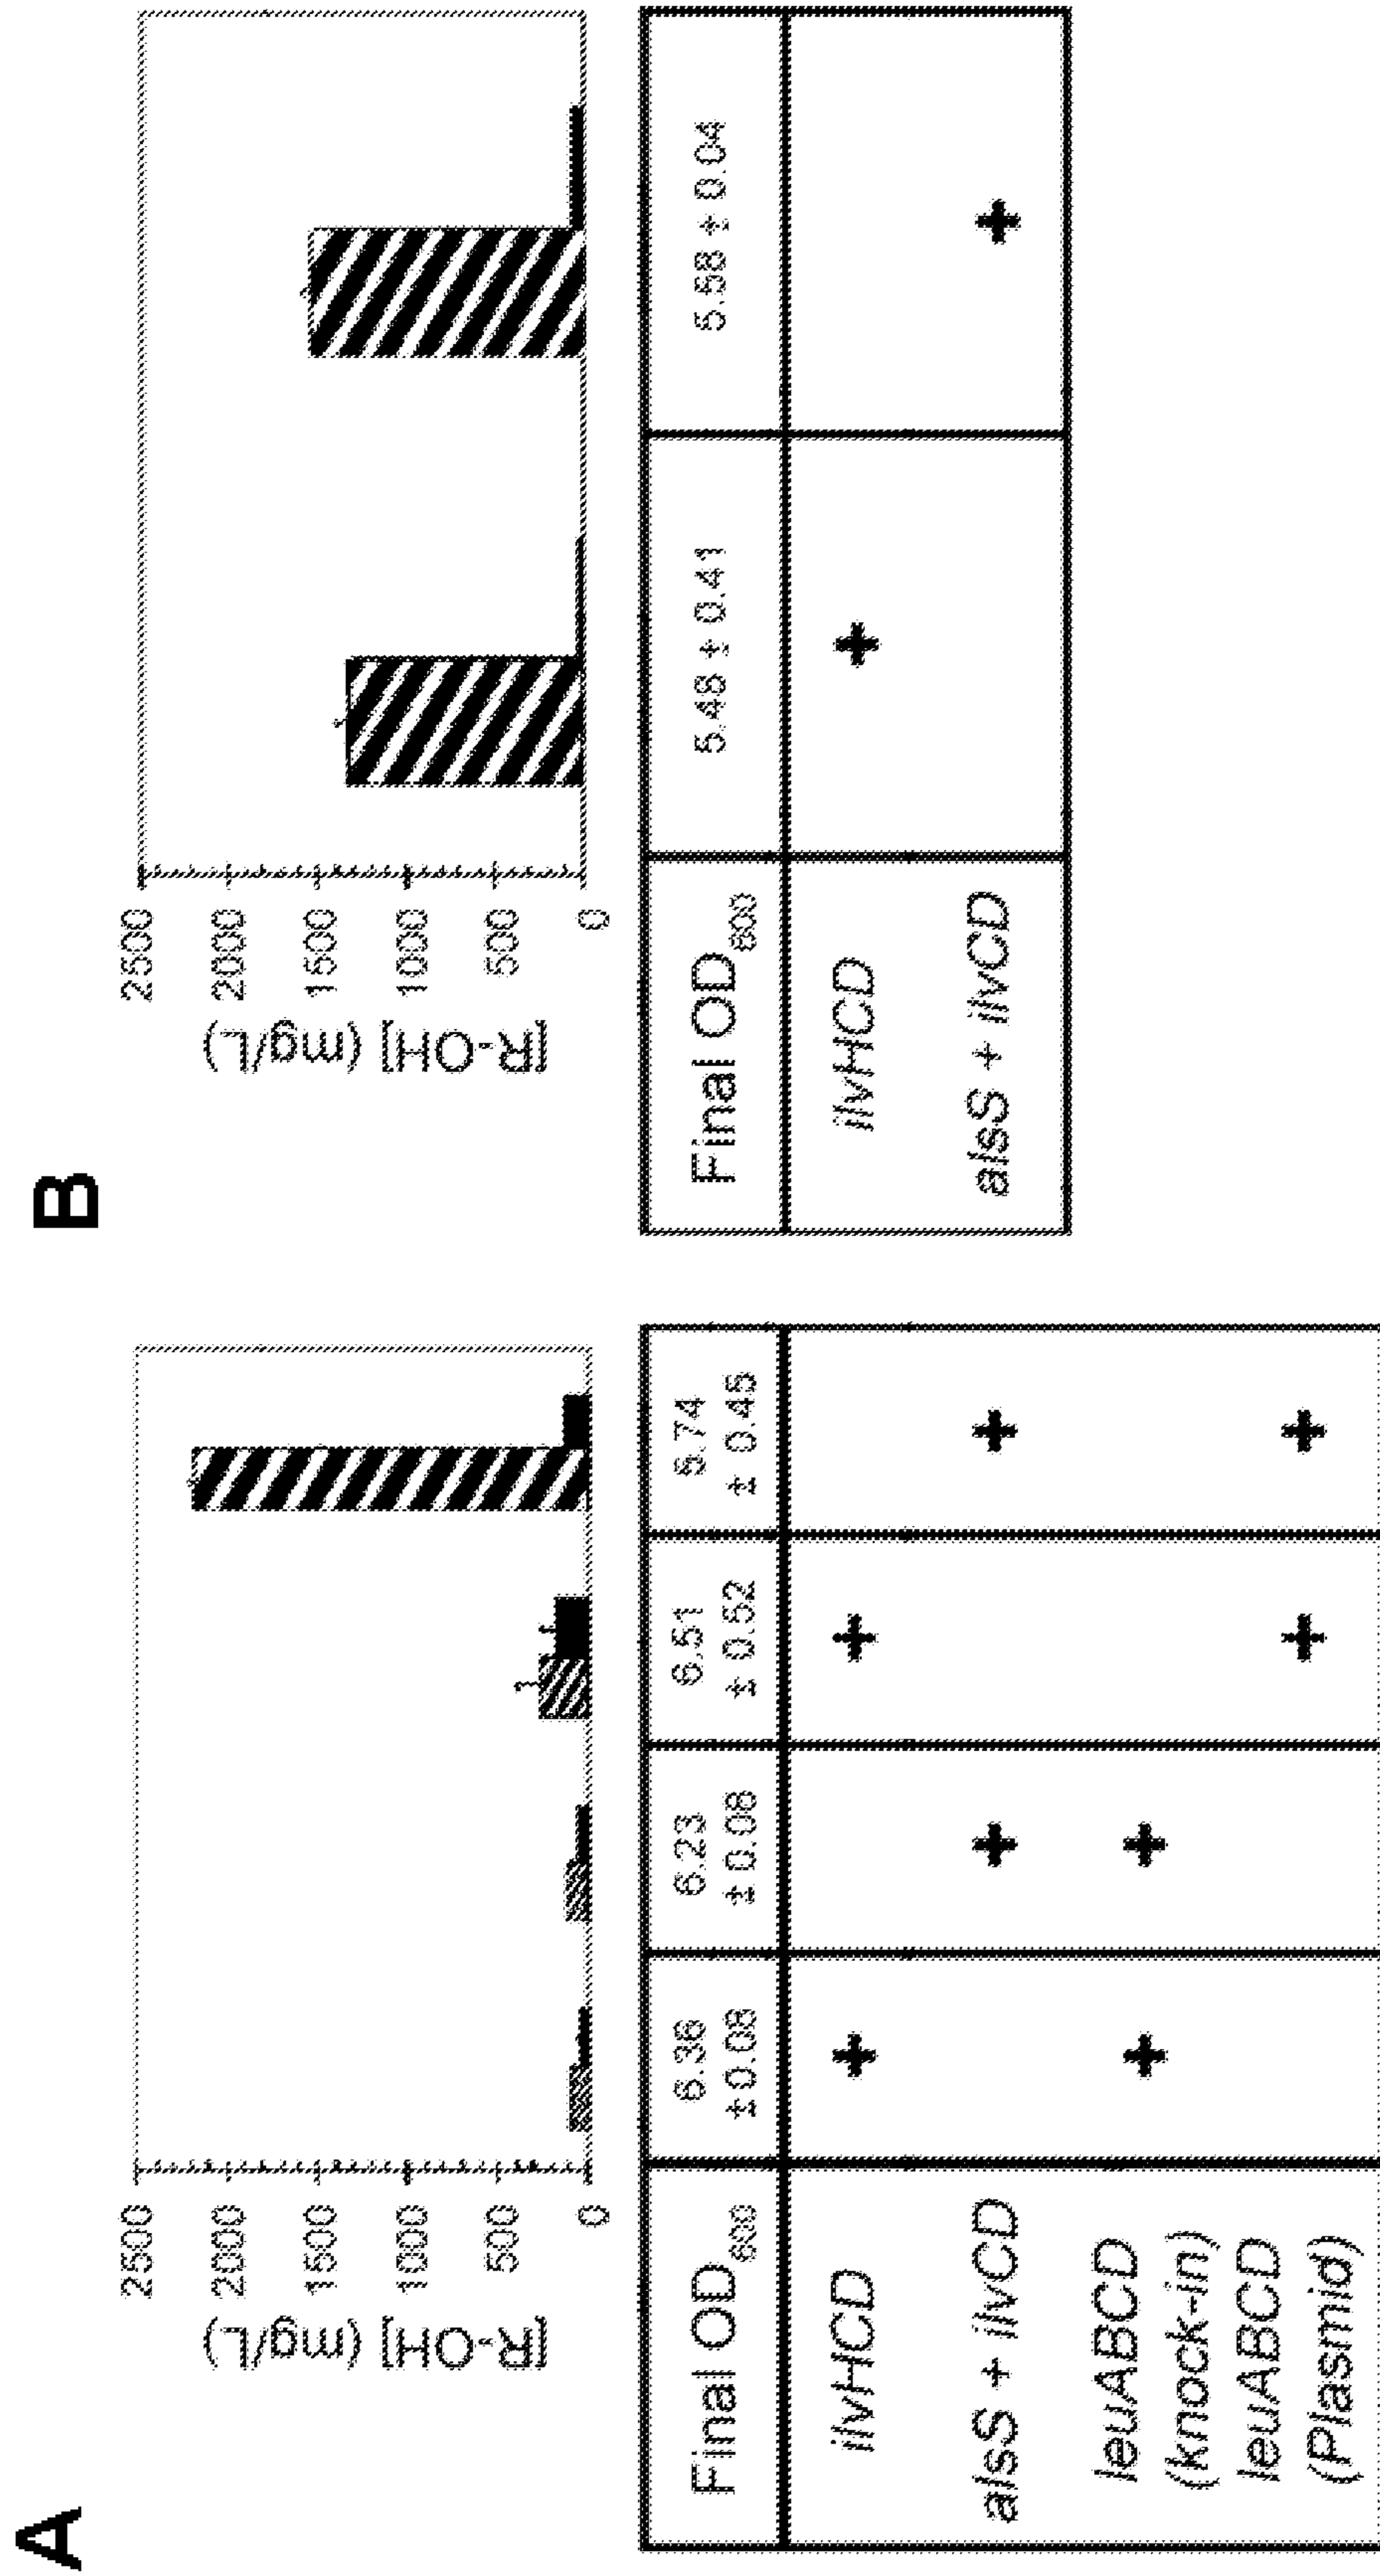 A
[R-OH] (mg/L)
2500
2000
1500
1000
500
0
Final OD600 6.36 ± 0.08 6.23 ± 0.08 6.51 ± 0.52 5.74 ± 0.45
ilvHCD + +
alsS + ilvCD + +
leuABCD
(knock-in) + +
leuABCD
(Plasmid) + +
B
[R-OH] (mg/L)
2500
2000
1500
1000
500
0
Final OD600 5.48 ± 0.41 5.58 ± 0.04
ilvHCD +
alsS + ilvCD +